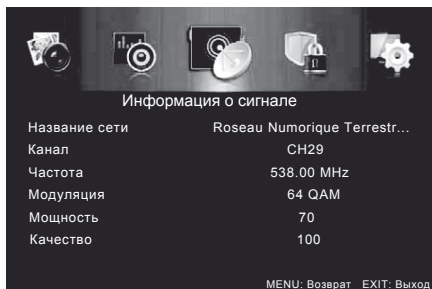 Информация о сигнале
Название сети Roseau Numorique Terrestr...
Канал CH29
Частота 538.00 MHz
Модуляция 64 QAM
Мощность 70
Качество 100
MENU: Возврат EXIT: Выход